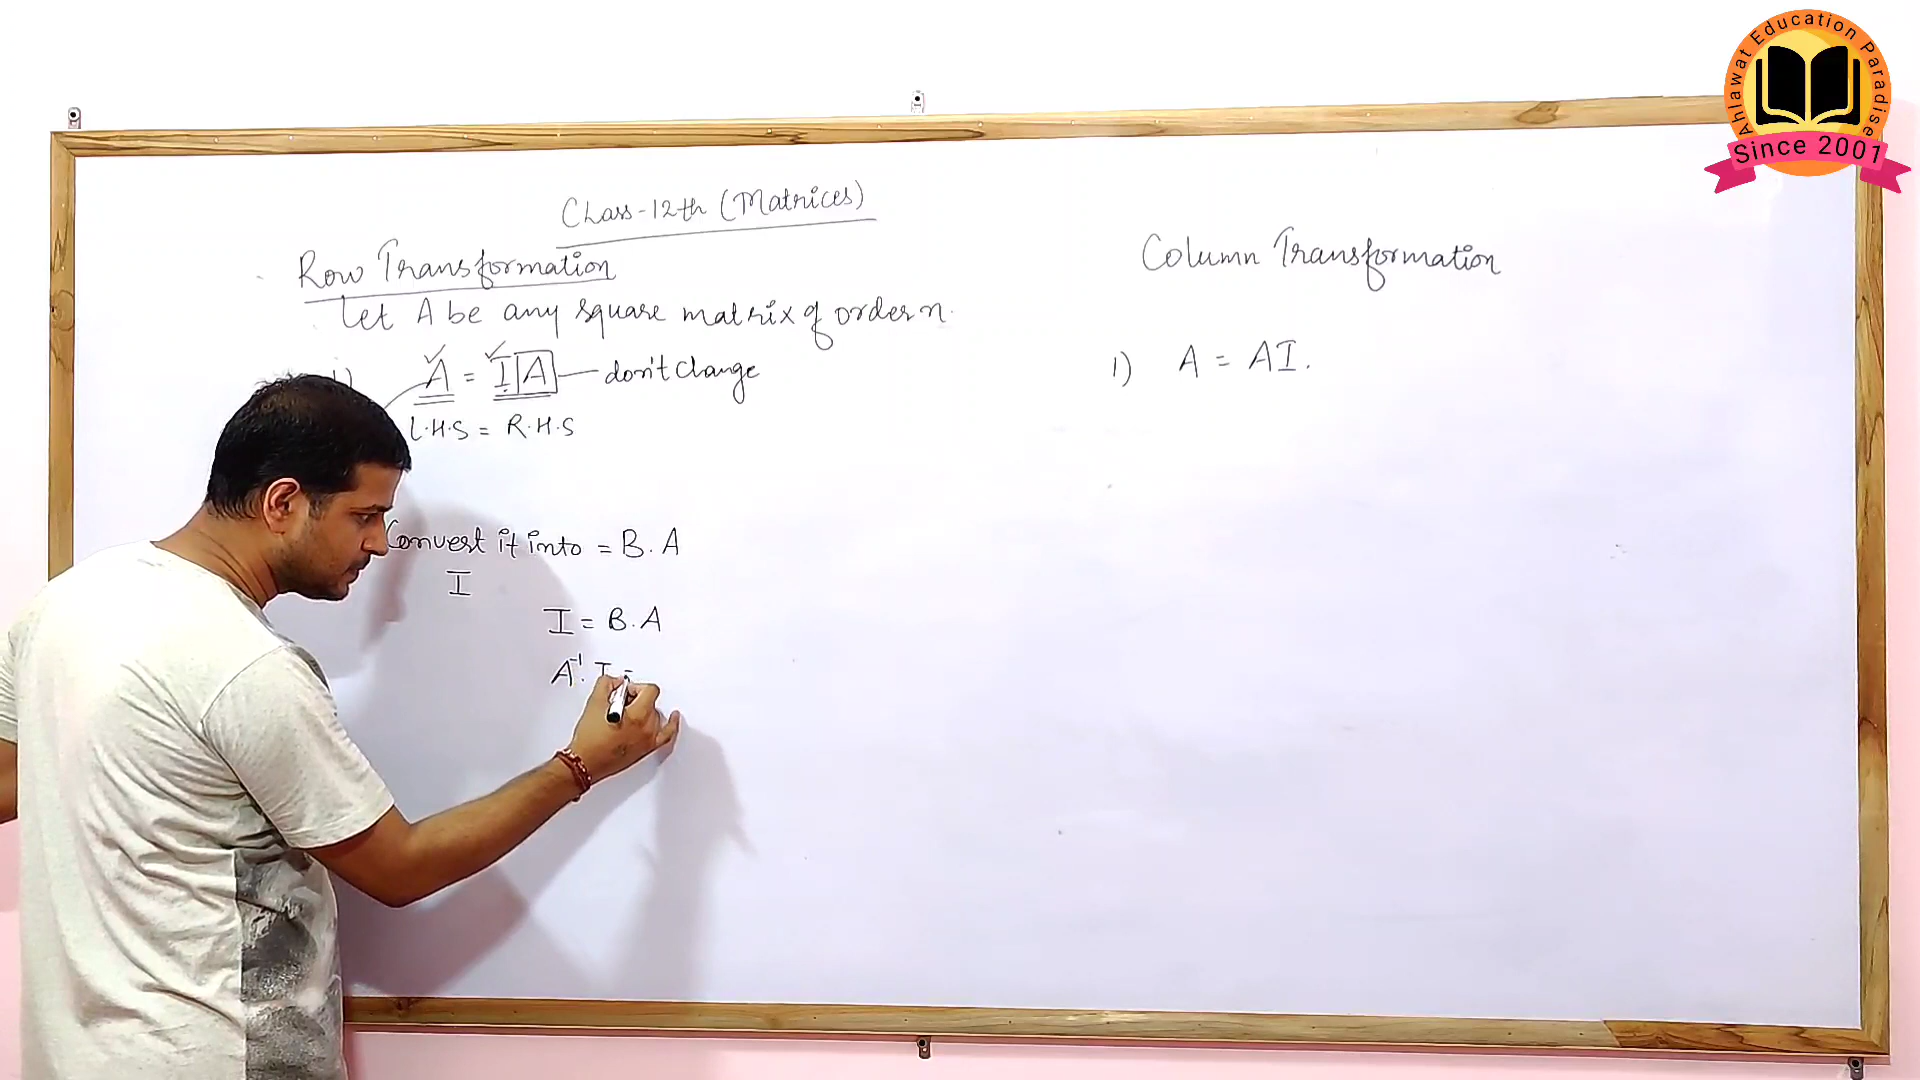 Ahlawat Education Paradise
Since 2001
Class-12th (Matrices)
Row Transformation
Let A be any square matrix of order n.
1) A = I A — don't change
L.H.S = R.H.S
Convert it into = B.A
I
I = B.A
A⁻¹. I =
Column Transformation
1) A = AI.